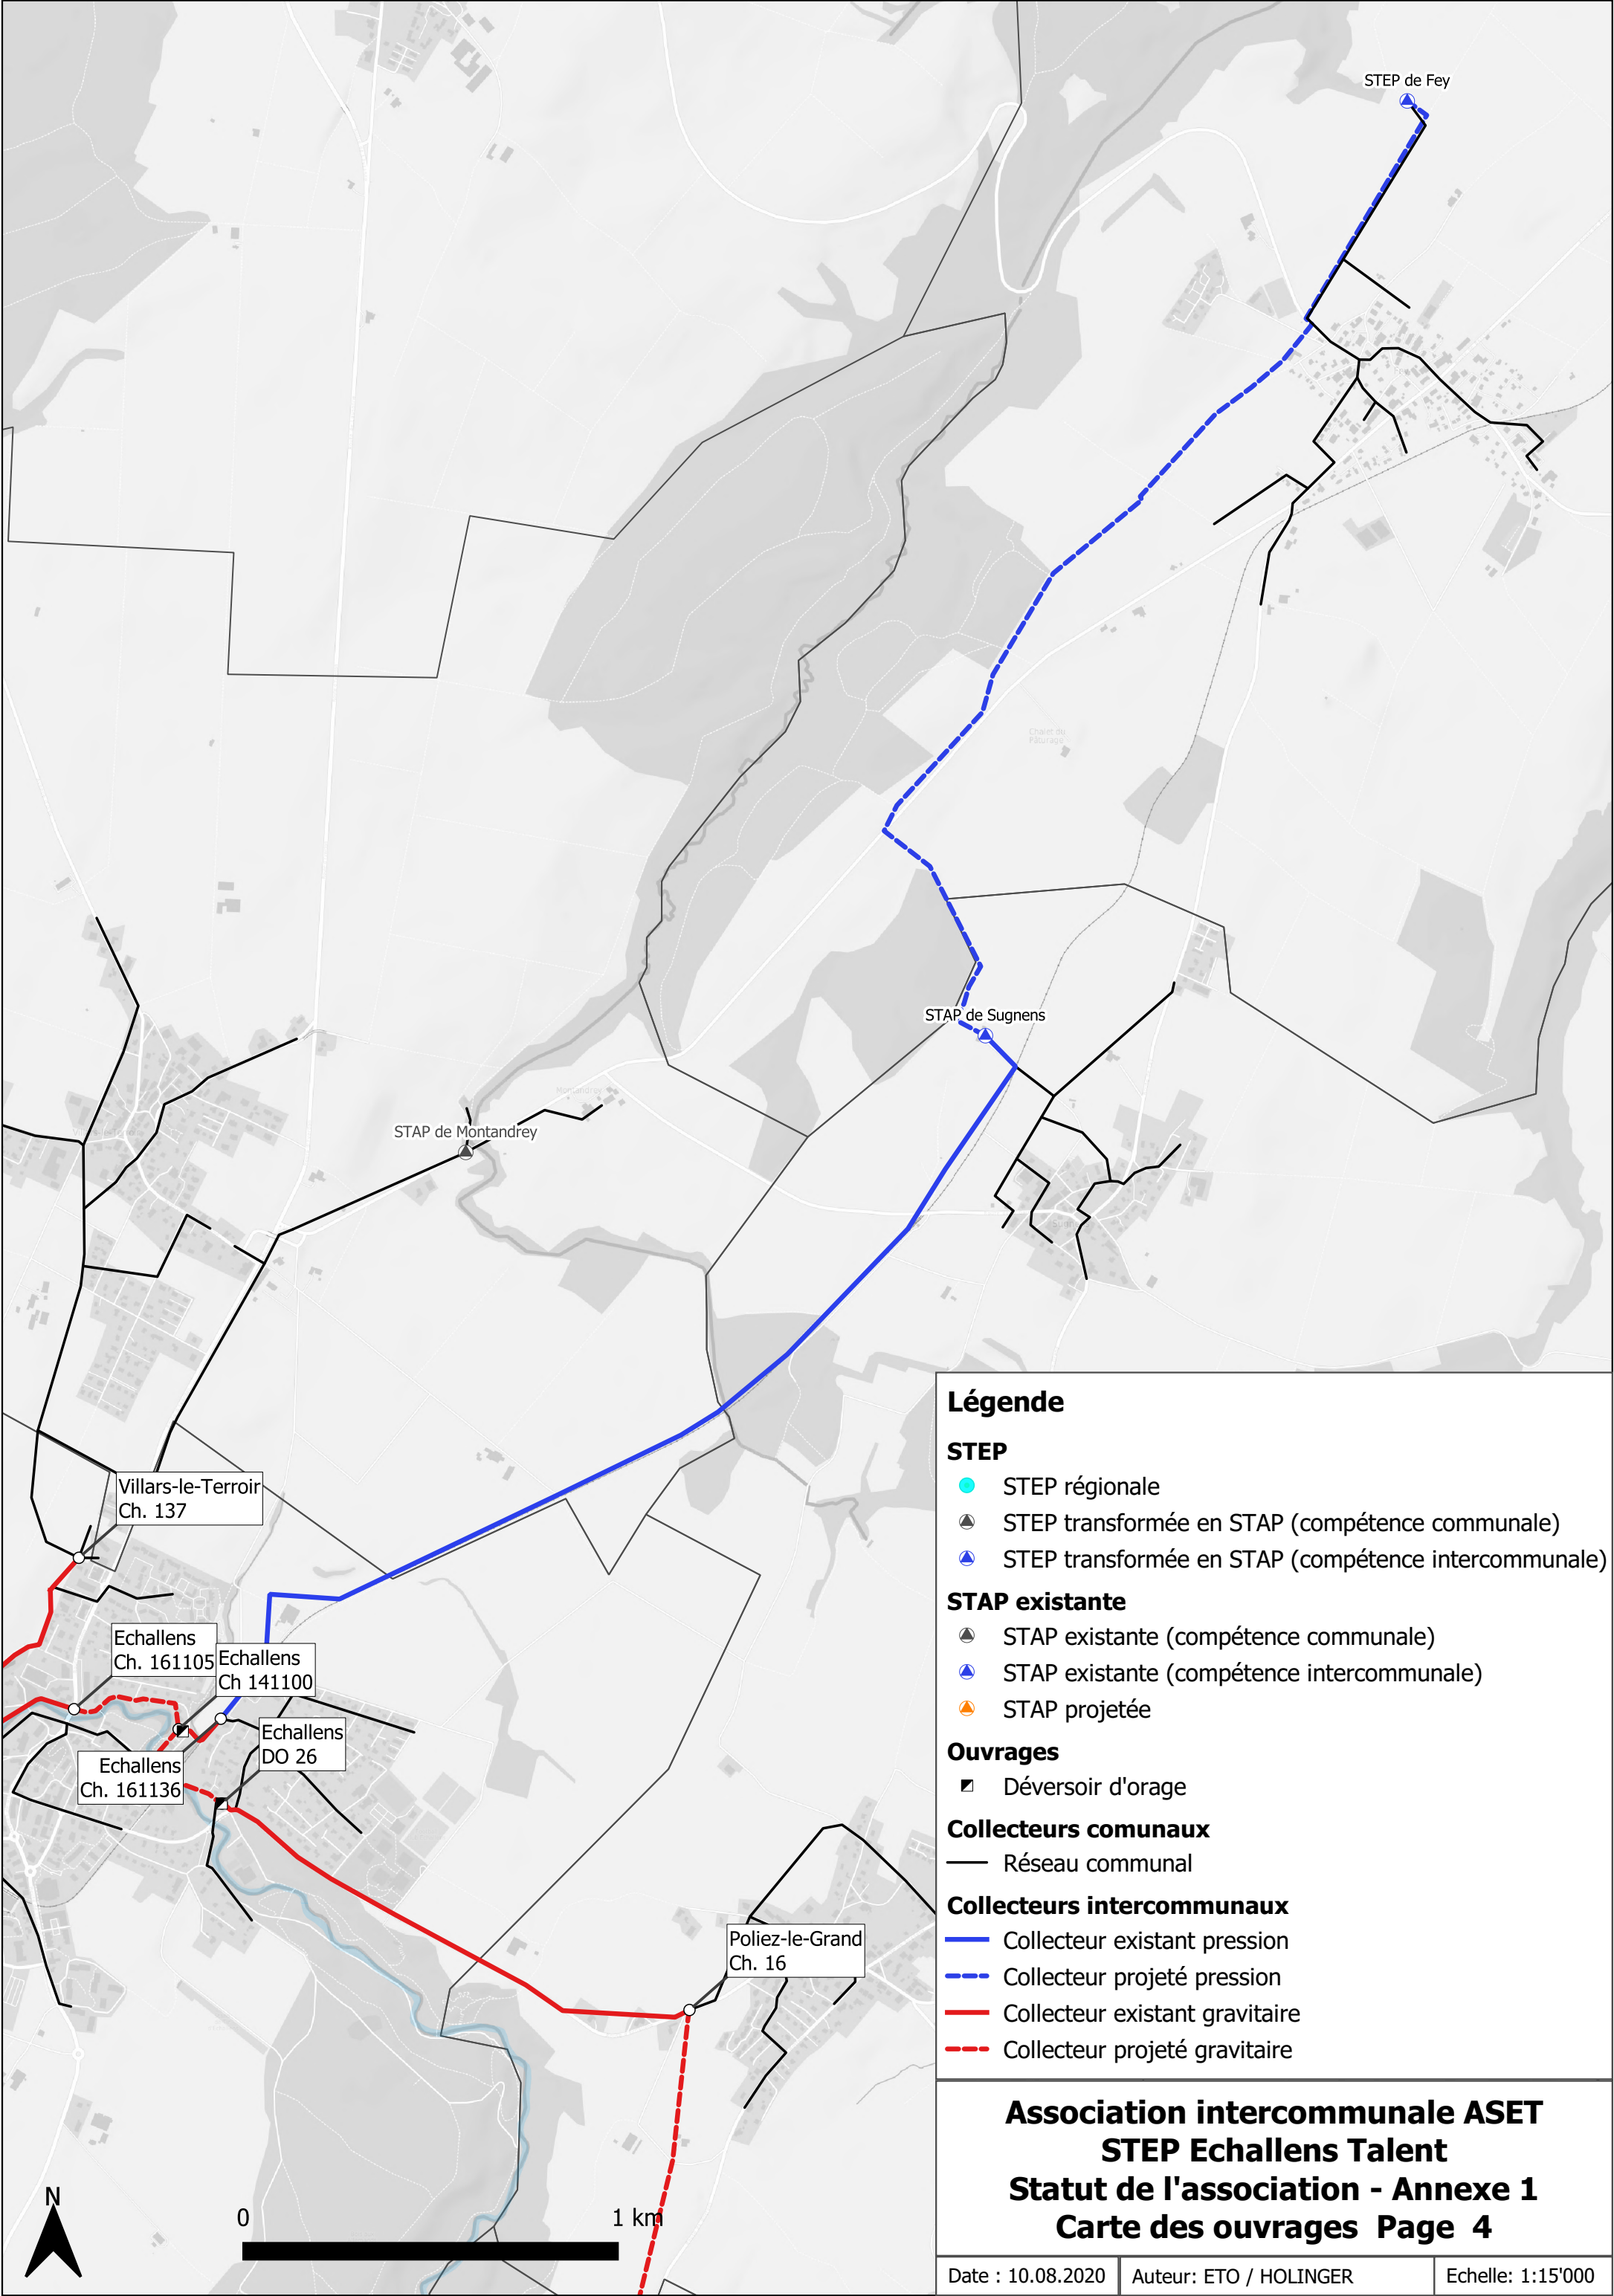 STEP de Fey
Chalet du
Pâturage
STAP de Sugnens
Montandrey
STAP de Montandrey
Villars-le-Terroir
Ch. 137
Echallens
Ch. 161105
Echallens
Ch 141100
Echallens
DO 26
Echallens
Ch. 161136
Poliez-le-Grand
Ch. 16
N
0
1 km
Légende
STEP
STEP régionale
STEP transformée en STAP (compétence communale)
STEP transformée en STAP (compétence intercommunale)
STAP existante
STAP existante (compétence communale)
STAP existante (compétence intercommunale)
STAP projetée
Ouvrages
Déversoir d'orage
Collecteurs comunaux
Réseau communal
Collecteurs intercommunaux
Collecteur existant pression
Collecteur projeté pression
Collecteur existant gravitaire
Collecteur projeté gravitaire
Association intercommunale ASET
STEP Echallens Talent
Statut de l'association - Annexe 1
Carte des ouvrages Page 4
Date : 10.08.2020
Auteur: ETO / HOLINGER
Echelle: 1:15'000